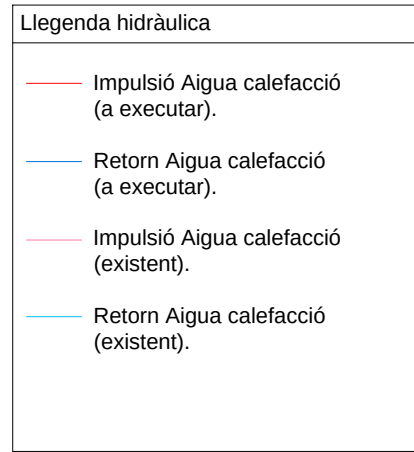 Llegenda hidràulica
Impulsió Aigua calefacció
(a executar).
Retorn Aigua calefacció
(a executar).
Impulsió Aigua calefacció
(existent).
Retorn Aigua calefacció
(existent).